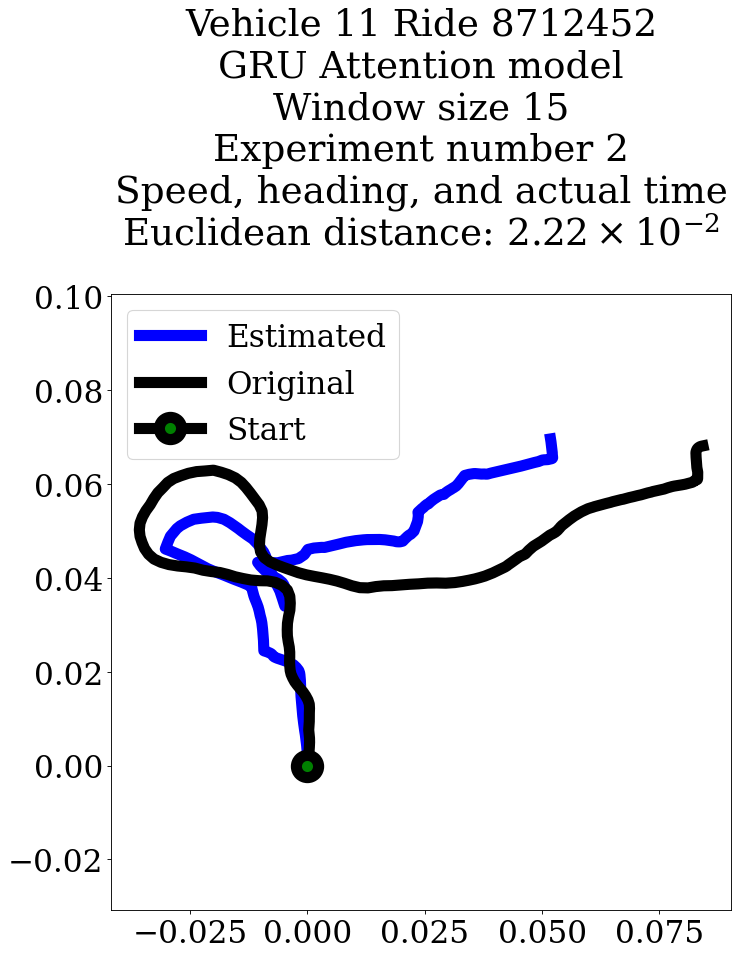 Vehicle 11 Ride 8712452
GRU Attention model
Window size 15
Experiment number 2
Speed, heading, and actual time
Euclidean distance: 2.22 × 10⁻²
0.10
Estimated
0.08
Original
Start
0.06
0.04
0.02
0.00
−0.02
−0.025 0.000 0.025 0.050 0.075